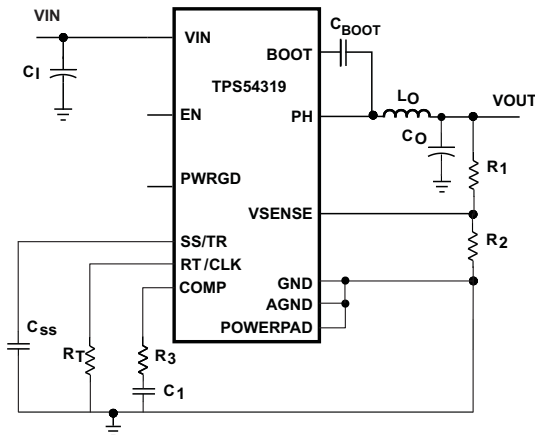 VIN
CI
VIN
BOOT
CBOOT
TPS54319
EN
PH
LO
VOUT
CO
R1
PWRGD
VSENSE
R2
SS/TR
RT/CLK
COMP
GND
AGND
POWERPAD
Css
RT
R3
C1